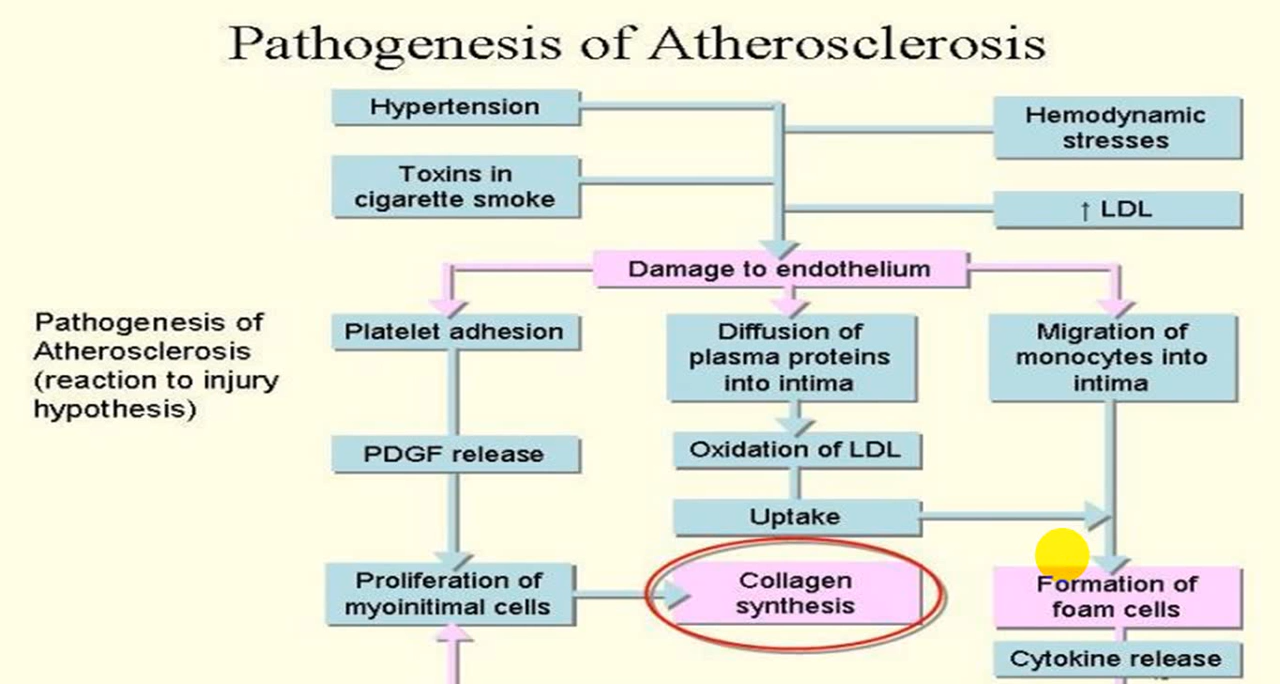 Pathogenesis of Atherosclerosis
Hypertension
Hemodynamic
stresses
Toxins in
cigarette smoke
↑ LDL
Damage to endothelium
Pathogenesis of
Atherosclerosis
(reaction to injury
hypothesis)
Platelet adhesion
Diffusion of
plasma proteins
into intima
Migration of
monocytes into
intima
PDGF release
Oxidation of LDL
Uptake
Proliferation of
myoinitimal cells
Collagen
synthesis
Formation of
foam cells
Cytokine release